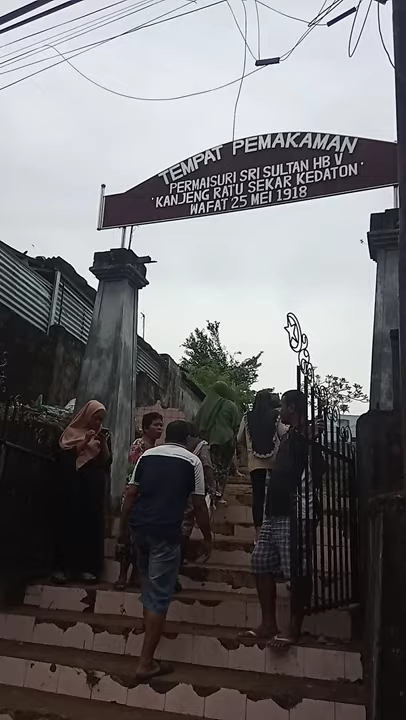 TEMPAT PEMAKAMAN
PERMAISURI SRI SULTAN HB V
'KANJENG RATU SEKAR KEDATON'
WAFAT 25 MEI 1918